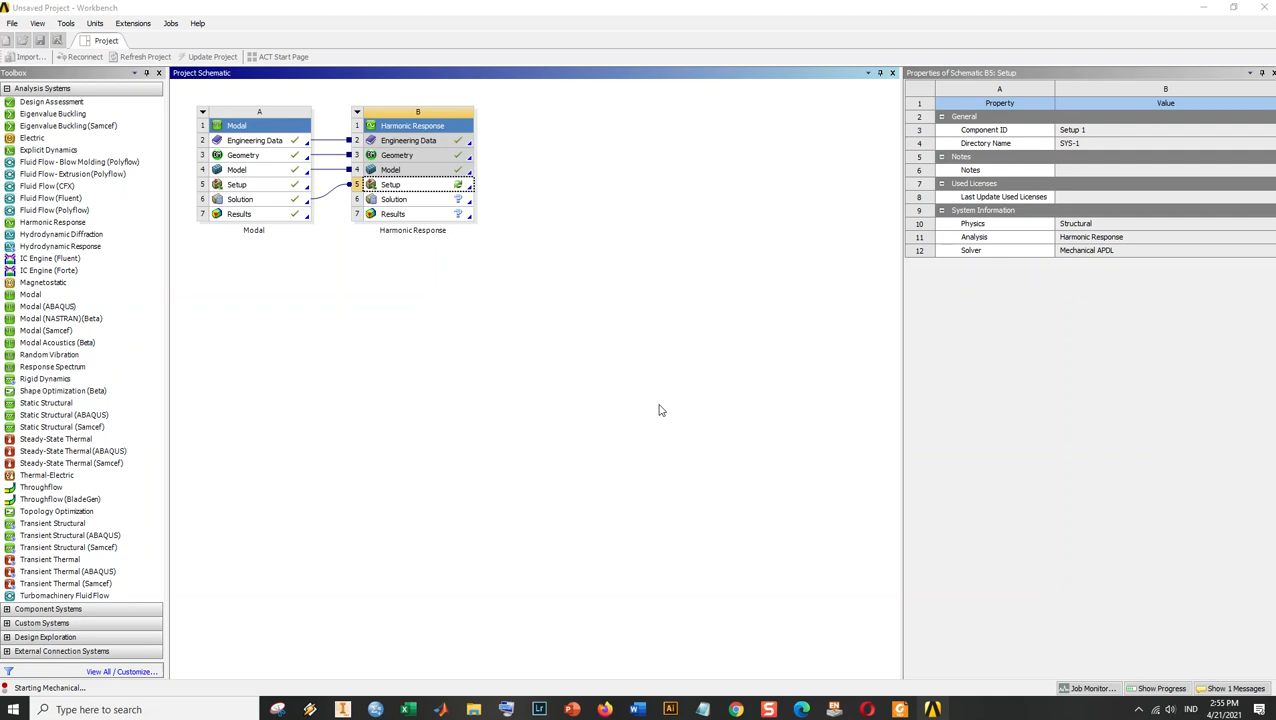 Unsaved Project - Workbench
File View Tools Units Extensions Jobs Help
Project
Import... Reconnect Refresh Project Update Project ACT Start Page
Toolbox
Analysis Systems
Design Assessment
Eigenvalue Buckling
Eigenvalue Buckling (Samcef)
Electric
Explicit Dynamics
Fluid Flow - Blow Molding (Polyflow)
Fluid Flow - Extrusion(Polyflow)
Fluid Flow (CFX)
Fluid Flow (Fluent)
Fluid Flow (Polyflow)
Harmonic Response
Hydrodynamic Diffraction
Hydrodynamic Response
IC Engine (Fluent)
IC Engine (Forte)
Magnetostatic
Modal
Modal (ABAQUS)
Modal (NASTRAN)(Beta)
Modal (Samcef)
Modal Acoustics (Beta)
Random Vibration
Response Spectrum
Rigid Dynamics
Shape Optimization (Beta)
Static Structural
Static Structural (ABAQUS)
Static Structural (Samcef)
Steady-State Thermal
Steady-State Thermal (ABAQUS)
Steady-State Thermal (Samcef)
Thermal-Electric
Throughflow
Throughflow (BladeGen)
Topology Optimization
Transient Structural
Transient Structural (ABAQUS)
Transient Structural (Samcef)
Transient Thermal
Transient Thermal (ABAQUS)
Transient Thermal (Samcef)
Turbomachinery Fluid Flow
Component Systems
Custom Systems
Design Exploration
External Connection Systems
View All / Customize...
Project Schematic
A
1 Modal
2 Engineering Data
3 Geometry
4 Model
5 Setup
6 Solution
7 Results
Modal
B
1 Harmonic Response
2 Engineering Data
3 Geometry
4 Model
5 Setup
6 Solution
7 Results
Harmonic Response
Properties of Schematic B5: Setup
A B
1 Property Value
2 General
3 Component ID Setup 1
4 Directory Name SYS-1
5 Notes
6 Notes
7 Used Licenses
8 Last Update Used Licenses
9 System Information
10 Physics Structural
11 Analysis Harmonic Response
12 Solver Mechanical APDL
Starting Mechanical...
Job Monitor... Show Progress Show 1 Messages
Type here to search
IND
2:55 PM
4/21/2021